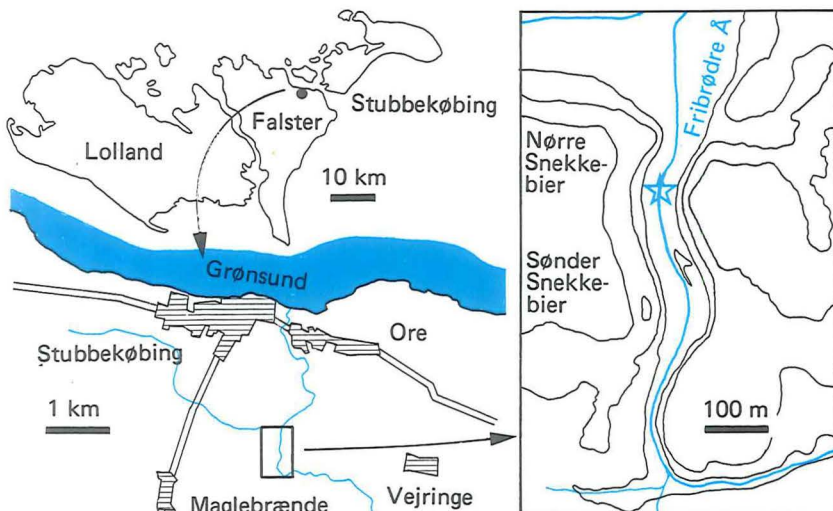 Stubbekøbing
Falster
Lolland
10 km
Grønsund
Stubbekøbing
Ore
1 km
Maglebrænde
Vejringe
Fribrødre Å
Nørre
Snekke-
bier
Sønder
Snekke-
bier
100 m